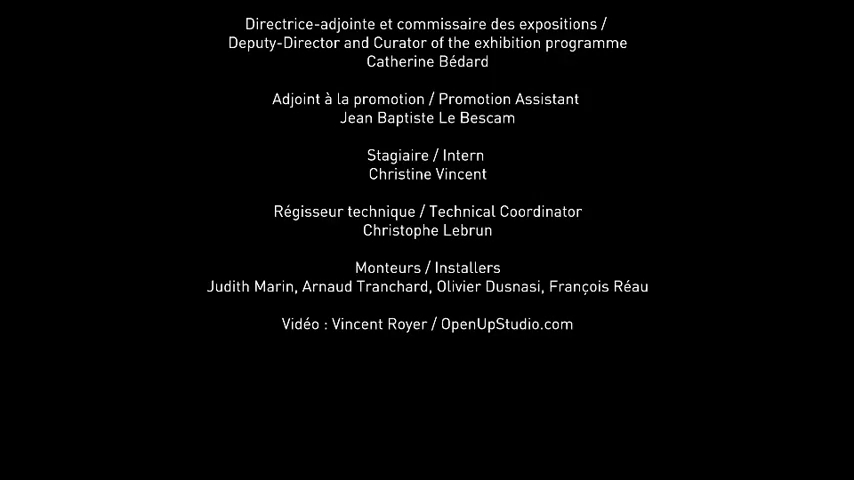 Directrice-adjointe et commissaire des expositions /
Deputy-Director and Curator of the exhibition programme
Catherine Bédard
Adjoint à la promotion / Promotion Assistant
Jean Baptiste Le Bescam
Stagiaire / Intern
Christine Vincent
Régisseur technique / Technical Coordinator
Christophe Lebrun
Monteurs / Installers
Judith Marin, Arnaud Tranchard, Olivier Dusnasi, François Réau
Vidéo : Vincent Royer / OpenUpStudio.com